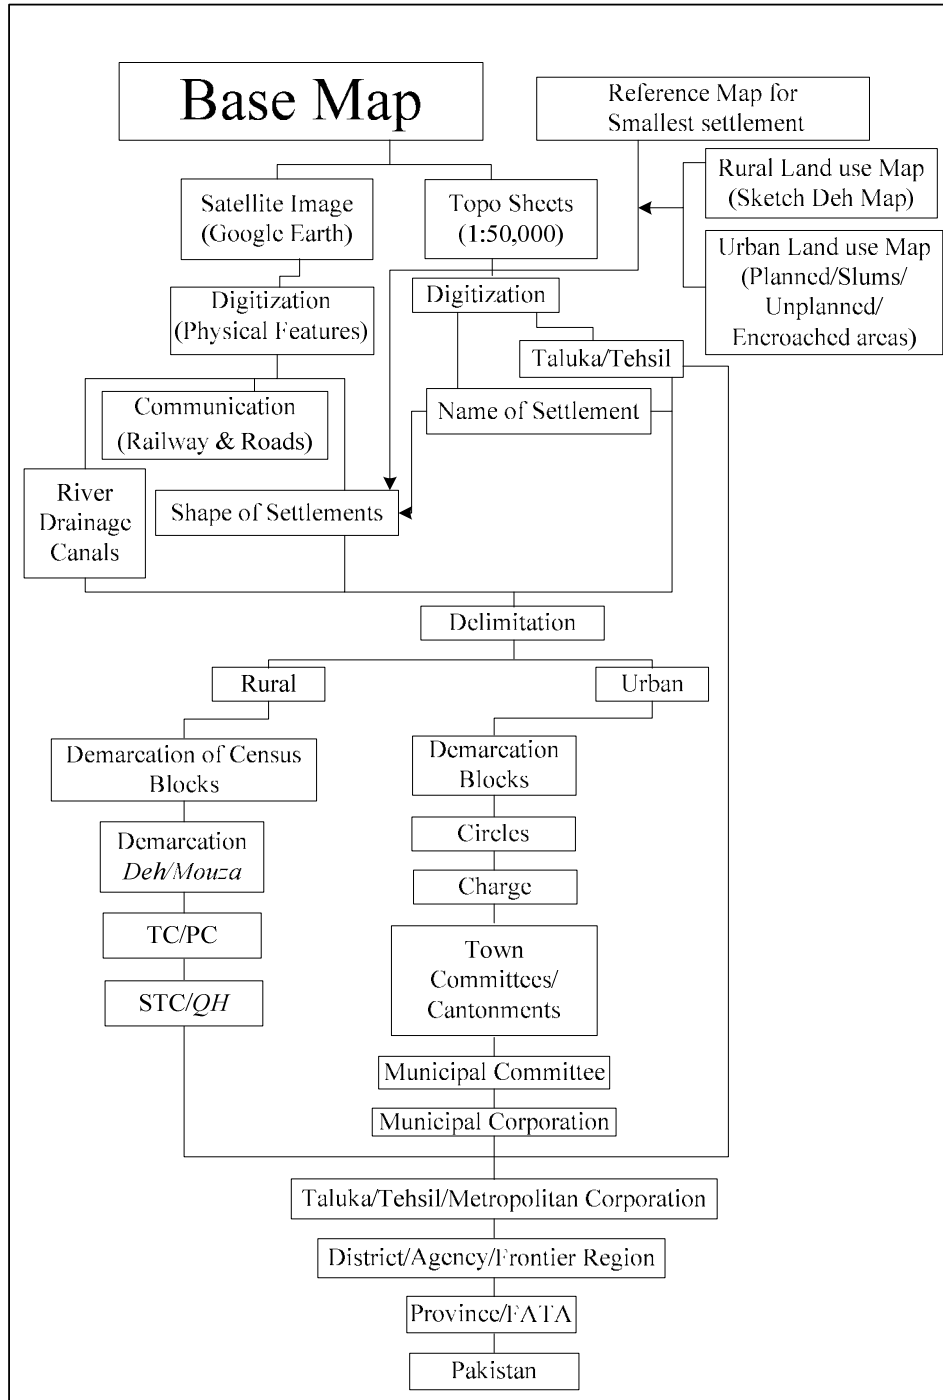 Base Map
Reference Map for
Smallest settlement
Rural Land use Map
(Sketch Deh Map)
Satellite Image
(Google Earth)
Topo Sheets
(1:50,000)
Urban Land use Map
(Planned/Slums/
Unplanned/
Encroached areas)
Digitization
(Physical Features)
Digitization
Taluka/Tehsil
Communication
(Railway & Roads)
Name of Settlement
River
Drainage
Canals
Shape of Settlements
Delimitation
Rural
Urban
Demarcation of Census
Blocks
Demarcation
Blocks
Demarcation
Deh/Mouza
Circles
Charge
TC/PC
Town
Committees/
Cantonments
STC/QH
Municipal Committee
Municipal Corporation
Taluka/Tehsil/Metropolitan Corporation
District/Agency/Frontier Region
Province/FATA
Pakistan